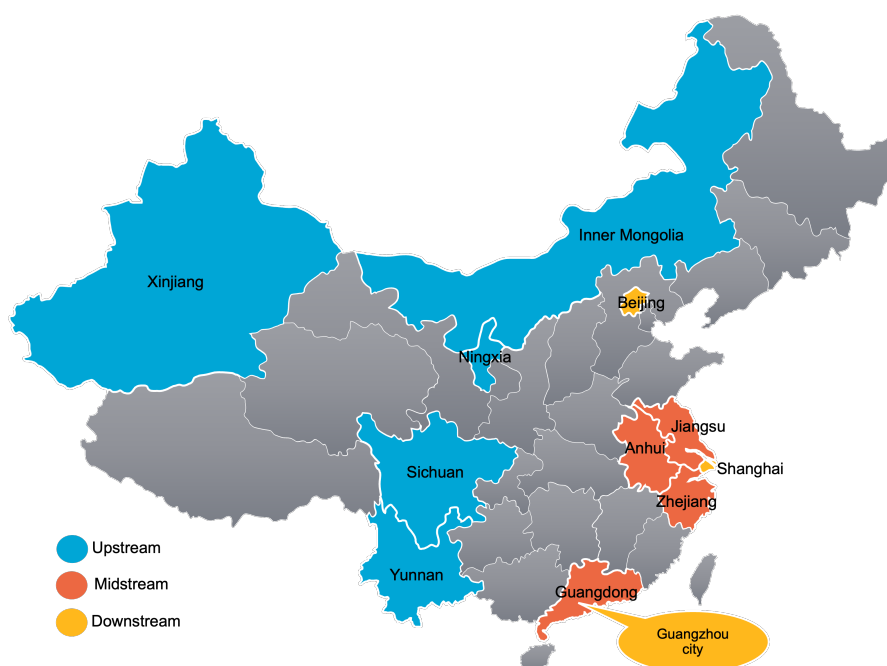 Inner Mongolia
Xinjiang
Beijing
Ningxia
Jiangsu
Anhui
Shanghai
Sichuan
Zhejiang
Upstream
Yunnan
Midstream
Guangdong
Downstream
Guangzhou
city